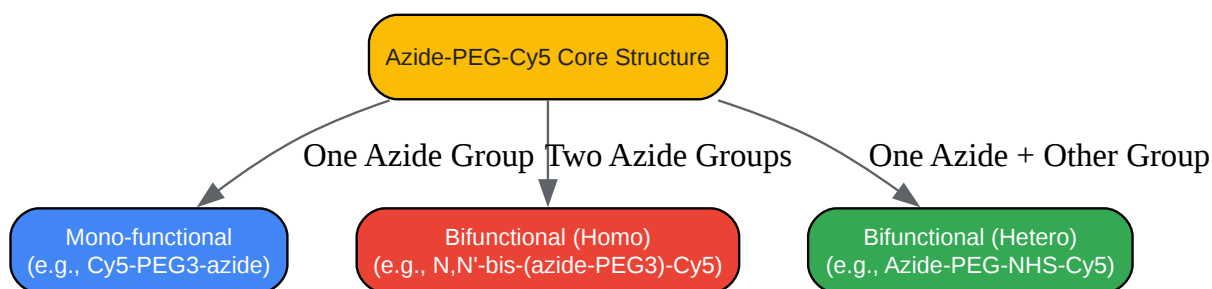 Azide-PEG-Cy5 Core Structure
One Azide Group
Two Azide Groups
One Azide + Other Group
Mono-functional
(e.g., Cy5-PEG3-azide)
Bifunctional (Homo)
(e.g., N,N'-bis-(azide-PEG3)-Cy5)
Bifunctional (Hetero)
(e.g., Azide-PEG-NHS-Cy5)